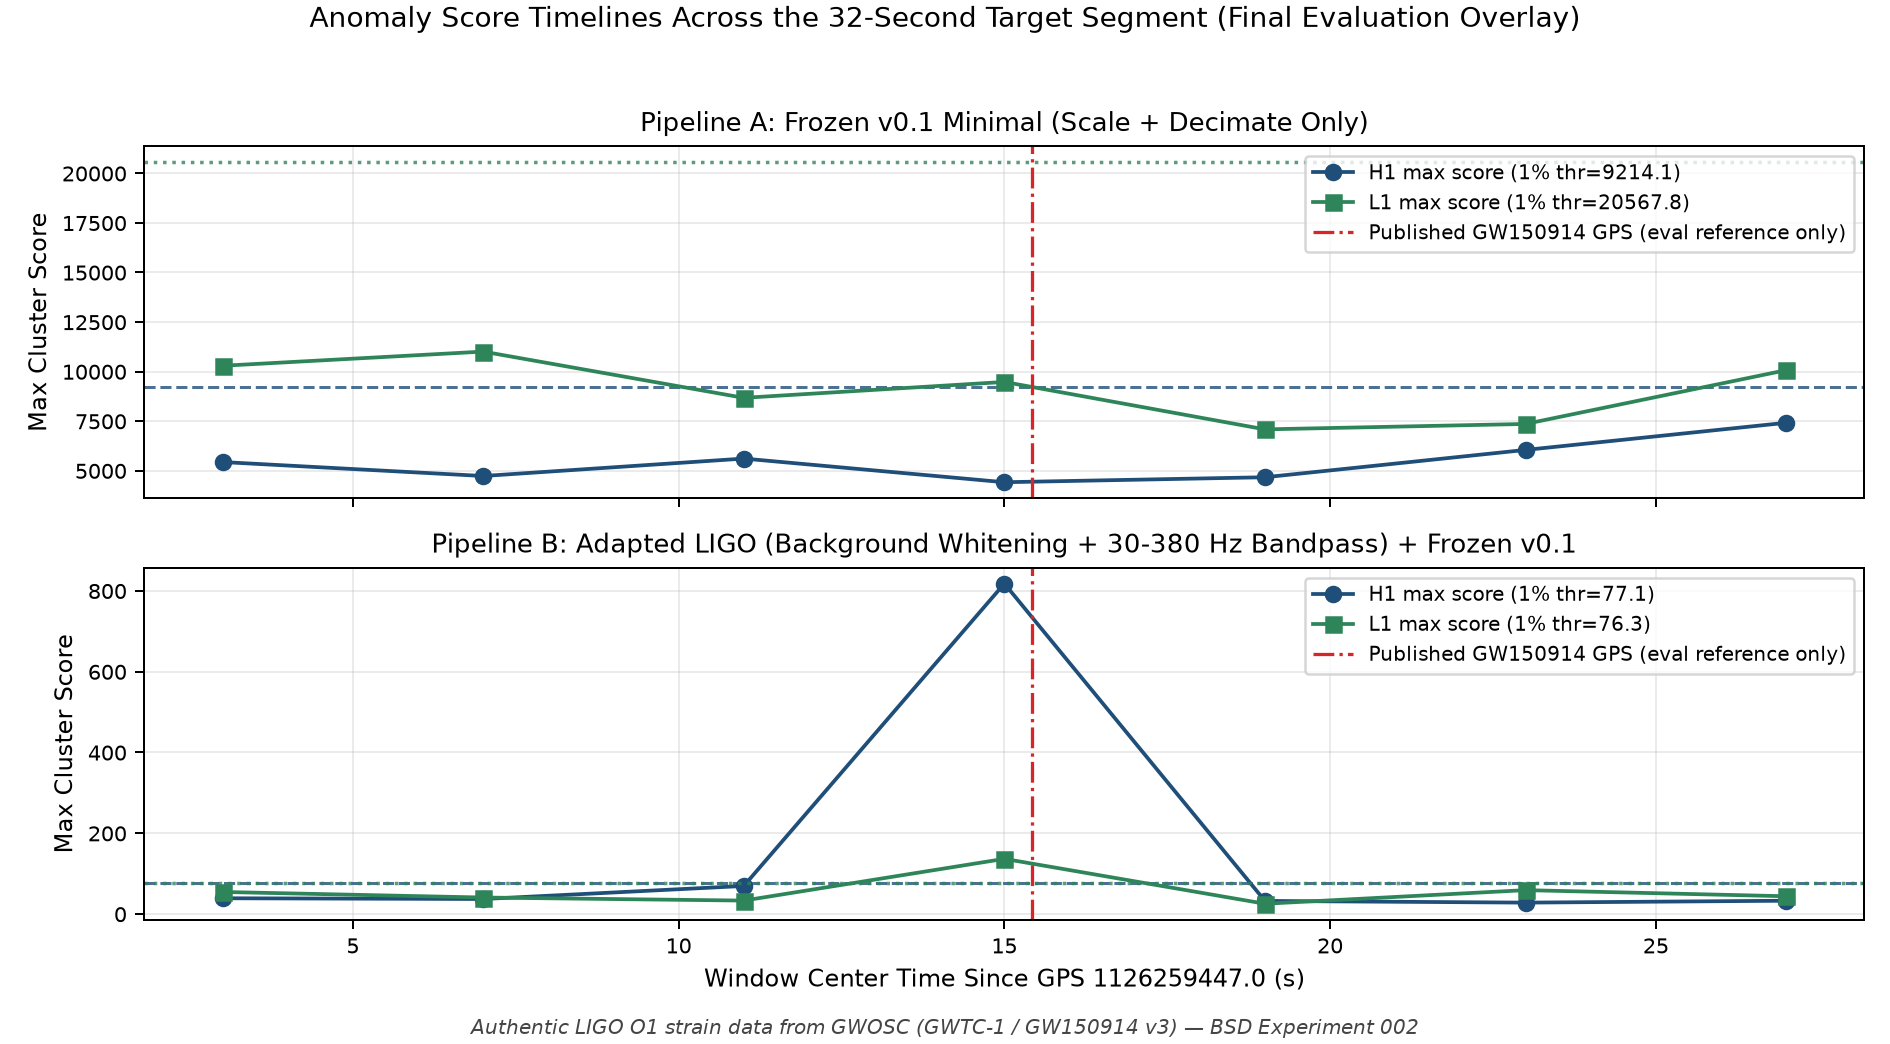 Anomaly Score Timelines Across the 32-Second Target Segment (Final Evaluation Overlay)
Pipeline A: Frozen v0.1 Minimal (Scale + Decimate Only)
Max Cluster Score
20000
17500
15000
12500
10000
7500
5000
H1 max score (1% thr=9214.1)
L1 max score (1% thr=20567.8)
Published GW150914 GPS (eval reference only)
Pipeline B: Adapted LIGO (Background Whitening + 30-380 Hz Bandpass) + Frozen v0.1
Max Cluster Score
800
600
400
200
0
H1 max score (1% thr=77.1)
L1 max score (1% thr=76.3)
Published GW150914 GPS (eval reference only)
5 10 15 20 25
Window Center Time Since GPS 1126259447.0 (s)
Authentic LIGO O1 strain data from GWOSC (GWTC-1 / GW150914 v3) — BSD Experiment 002